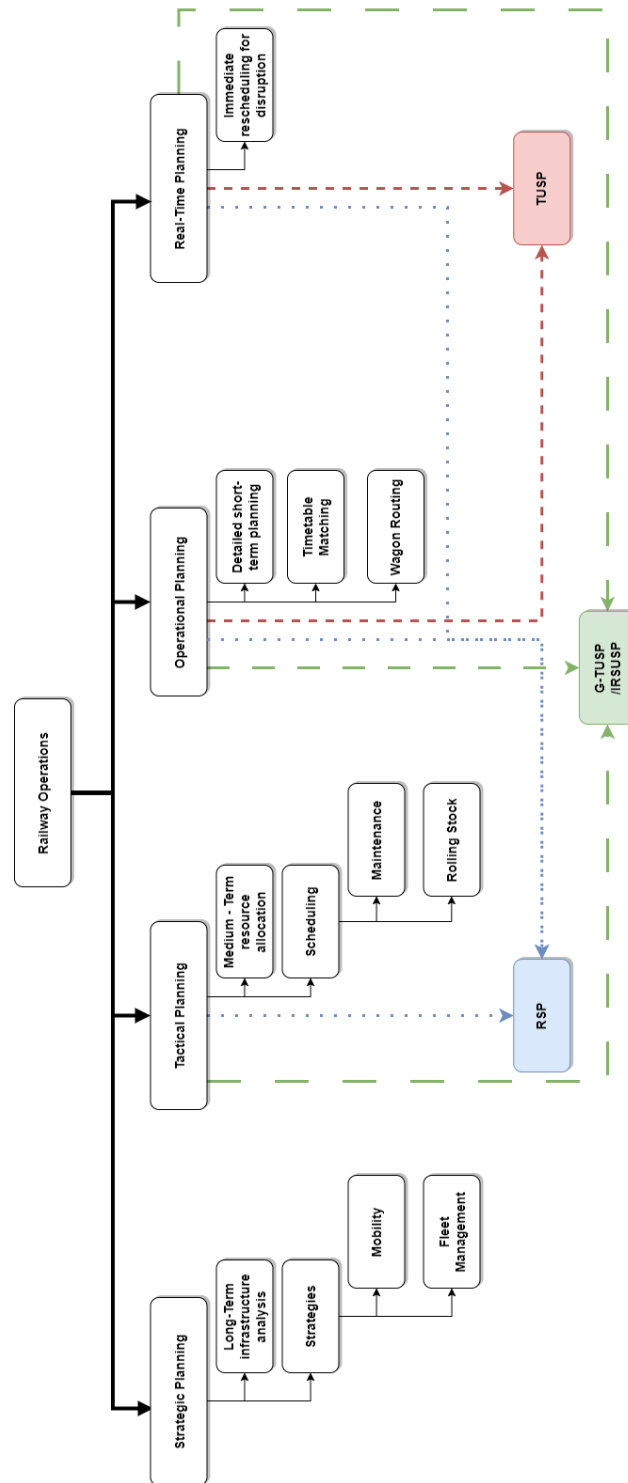 Railway Operations
Strategic Planning
Tactical Planning
Operational Planning
Real-Time Planning
Long-Term
infrastructure
analysis
Strategies
Mobility
Fleet
Management
Medium - Term
resource
allocation
Scheduling
Maintenance
Rolling Stock
Detailed short-
term planning
Timetable
Matching
Wagon Routing
Immediate
rescheduling for
disruption
RSP
TUSP
G-TUSP
/IRSUSP